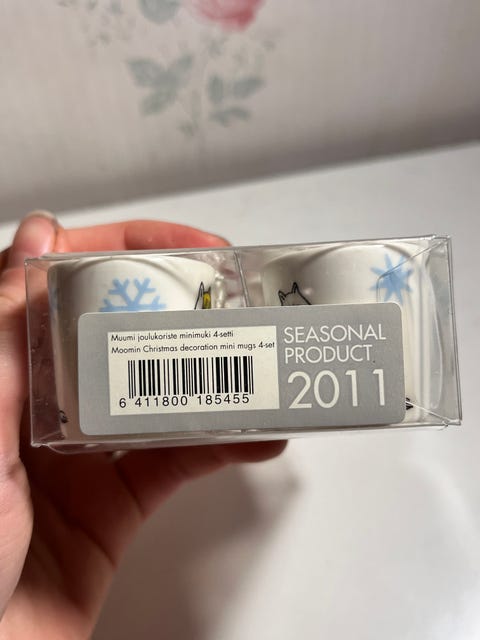 Muumi joulukoriste minimuki 4-setti
Moomin Christmas decoration mini mugs 4-set
6 411800 185455
SEASONAL
PRODUCT
2011